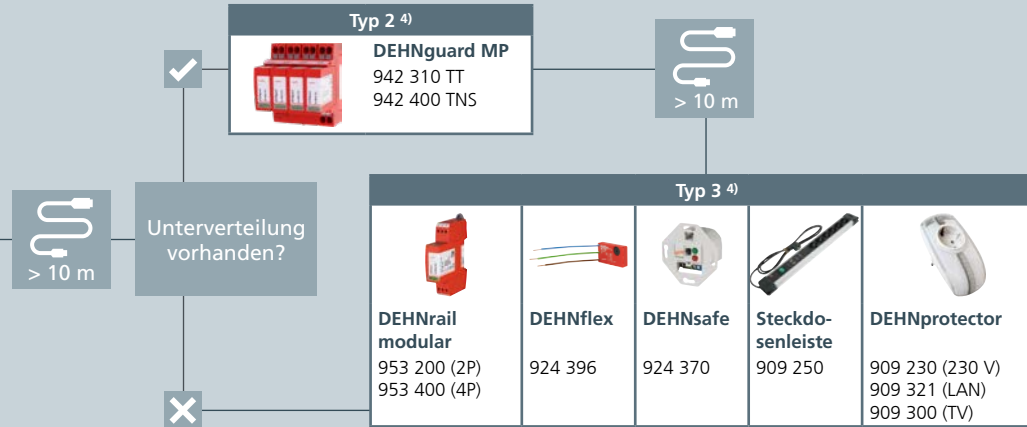 Typ 2 4)
DEHNguard MP
942 310 TT
942 400 TNS
> 10 m
> 10 m
Unterverteilung
vorhanden?
Typ 3 4)
DEHNrail
modular
953 200 (2P)
953 400 (4P)
DEHNflex
924 396
DEHNsafe
924 370
Steckdo-
senleiste
909 250
DEHNprotector
909 230 (230 V)
909 321 (LAN)
909 300 (TV)